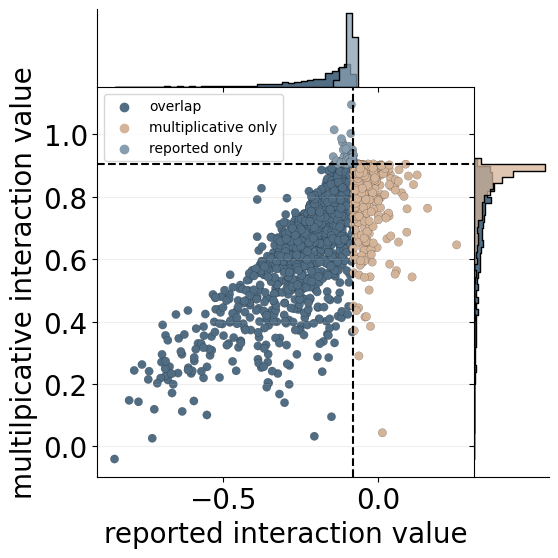 overlap
multiplicative only
reported only
1.0
0.8
0.6
0.4
0.2
0.0
multilpicative interaction value
−0.5
0.0
reported interaction value